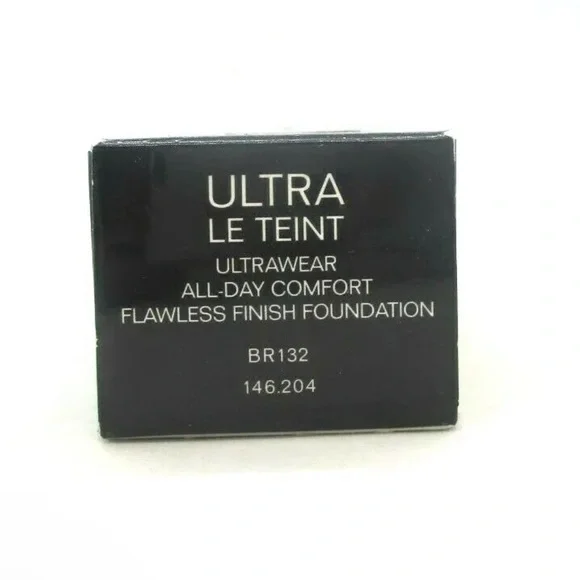 ULTRA
LE TEINT
ULTRAWEAR
ALL-DAY COMFORT
FLAWLESS FINISH FOUNDATION
BR132
146.204